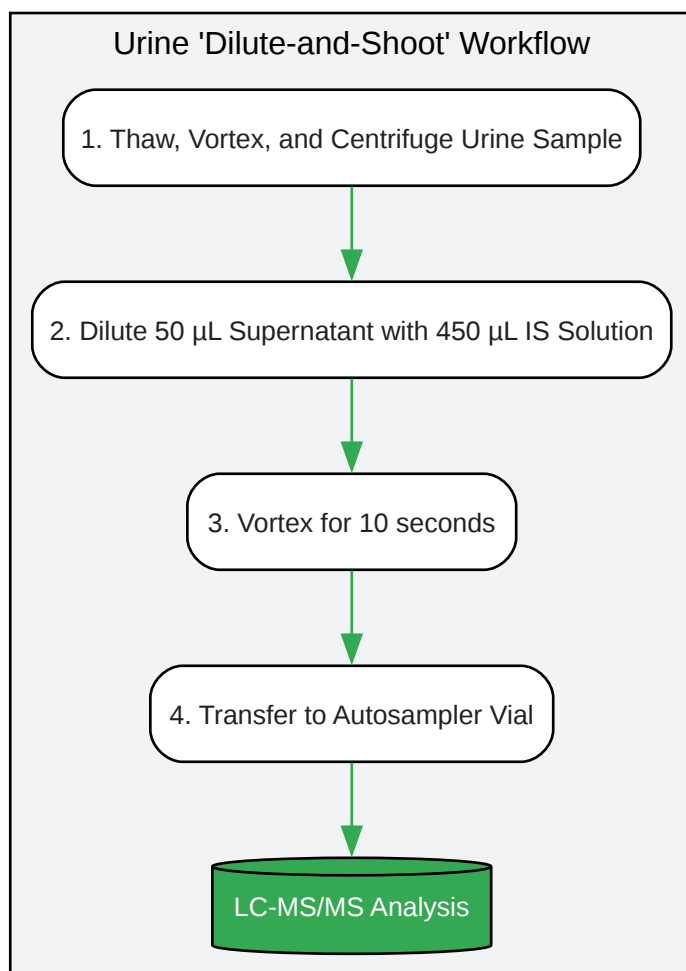 Urine 'Dilute-and-Shoot' Workflow
1. Thaw, Vortex, and Centrifuge Urine Sample
2. Dilute 50 µL Supernatant with 450 µL IS Solution
3. Vortex for 10 seconds
4. Transfer to Autosampler Vial
LC-MS/MS Analysis